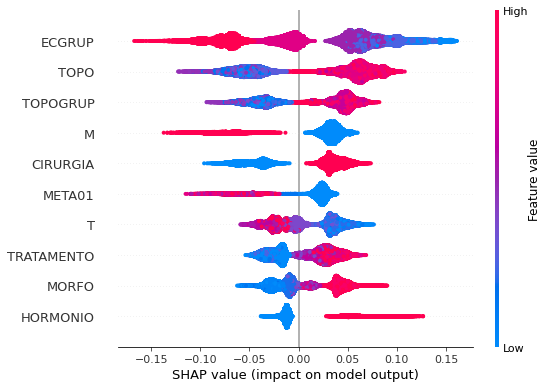 High
ECGRUP
TOPO
TOPOGRUP
M
CIRURGIA
META01
T
TRATAMENTO
MORFO
HORMONIO
Feature value
Low
−0.15 −0.10 −0.05 0.00 0.05 0.10 0.15
SHAP value (impact on model output)